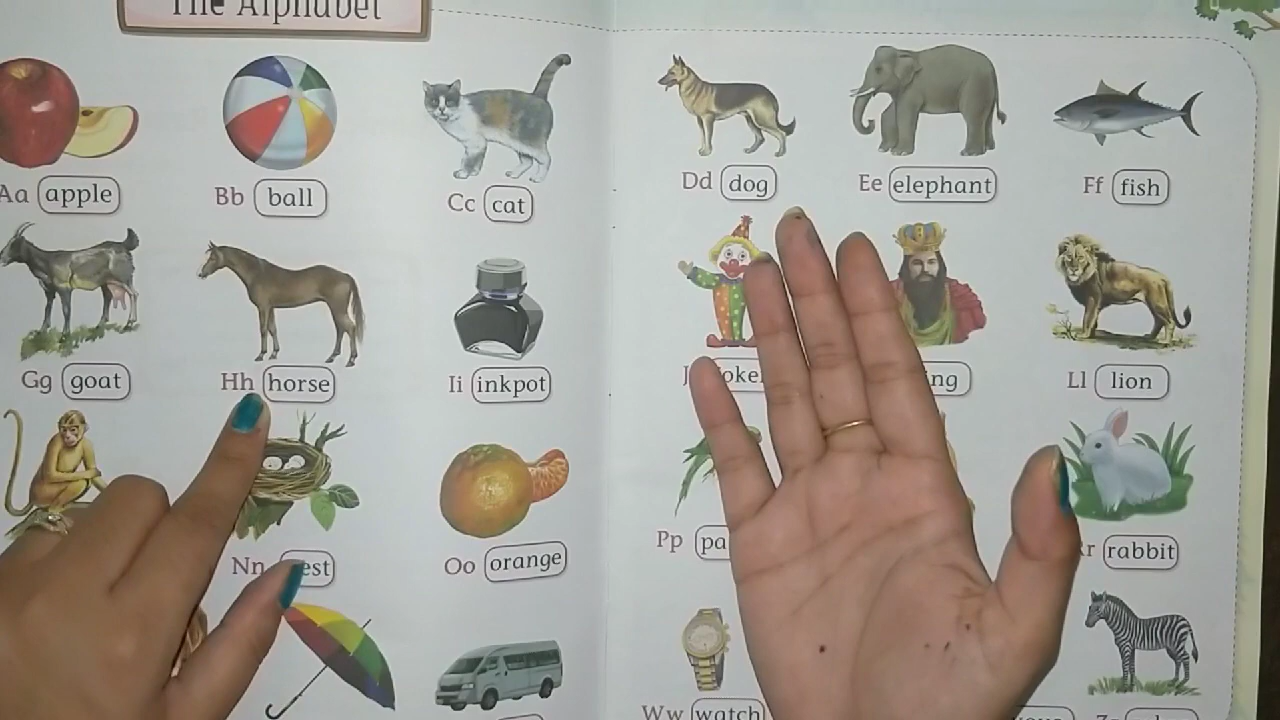 The Alphabet
Aa apple
Bb ball
Cc cat
Dd dog
Ee elephant
Ff fish
Gg goat
Hh horse
Ii inkpot
Ll lion
Nn
Oo orange
Pp
rabbit
Ww watch